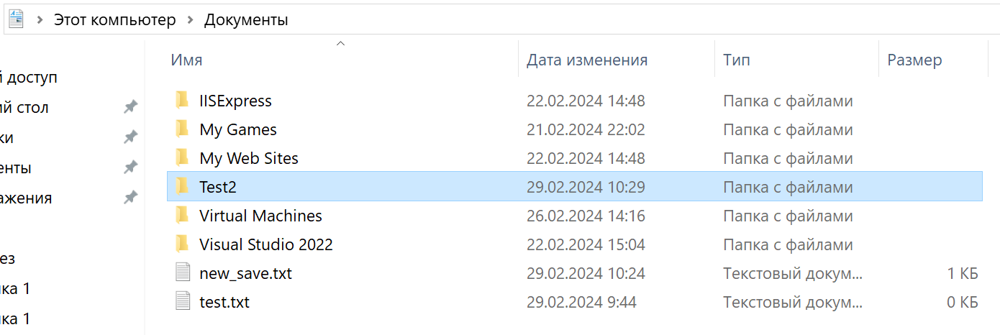 Этот компьютер > Документы
Имя Дата изменения Тип Размер
й доступ
IISExpress 22.02.2024 14:48 Папка с файлами
ий стол
My Games 21.02.2024 22:02 Папка с файлами
ки
My Web Sites 22.02.2024 14:48 Папка с файлами
енты
Test2 29.02.2024 10:29 Папка с файлами
ажения
Virtual Machines 26.02.2024 14:16 Папка с файлами
Visual Studio 2022 22.02.2024 15:04 Папка с файлами
ез
new_save.txt 29.02.2024 10:24 Текстовый докум... 1 КБ
ка 1
test.txt 29.02.2024 9:44 Текстовый докум... 0 КБ
ка 1